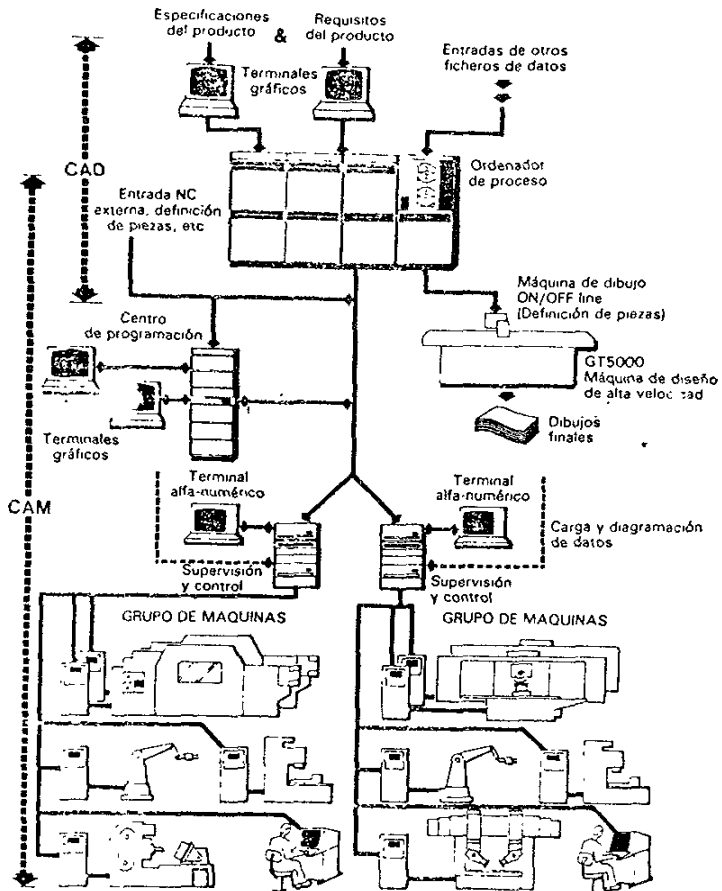 Especificaciones
del producto
&
Requisitos
del producto
Entradas de otros
ficheros de datos
Terminales
gráficos
Ordenador
de proceso
CAD
Entrada NC
externa, definición
de piezas, etc
Máquina de dibujo
ON/OFF line
(Definición de piezas)
Centro
de programación
GT5000
Máquina de diseño
de alta veloc dad
Terminales
gráficos
Dibujos
finales
CAM
Terminal
alfa-numérico
Terminal
alfa-numérico
Carga y diagramación
de datos
Supervisión
y control
Supervisión
y control
GRUPO DE MAQUINAS
GRUPO DE MAQUINAS